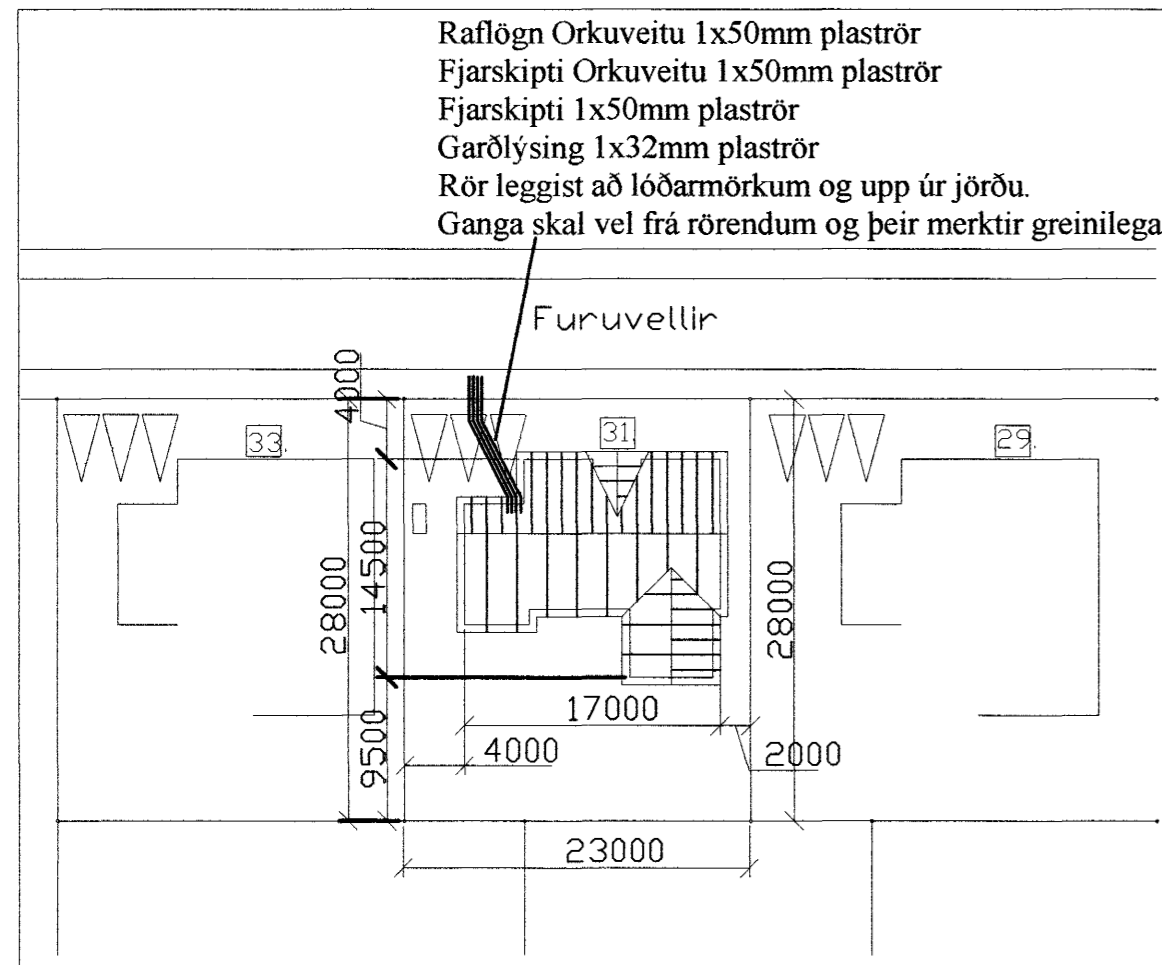 Raflögn Orkuveitu 1x50mm plaströr
Fjarskipti Orkuveitu 1x50mm plaströr
Fjarskipti 1x50mm plaströr
Garðlýsing 1x32mm plaströr
Rör leggist að lóðarmörkum og upp úr jörðu.
Ganga skal vel frá rörendum og þeir merktir greinilega
Furuvellir
4000
33.
31.
29.
14500
28000
28000
17000
9500
4000
2000
23000